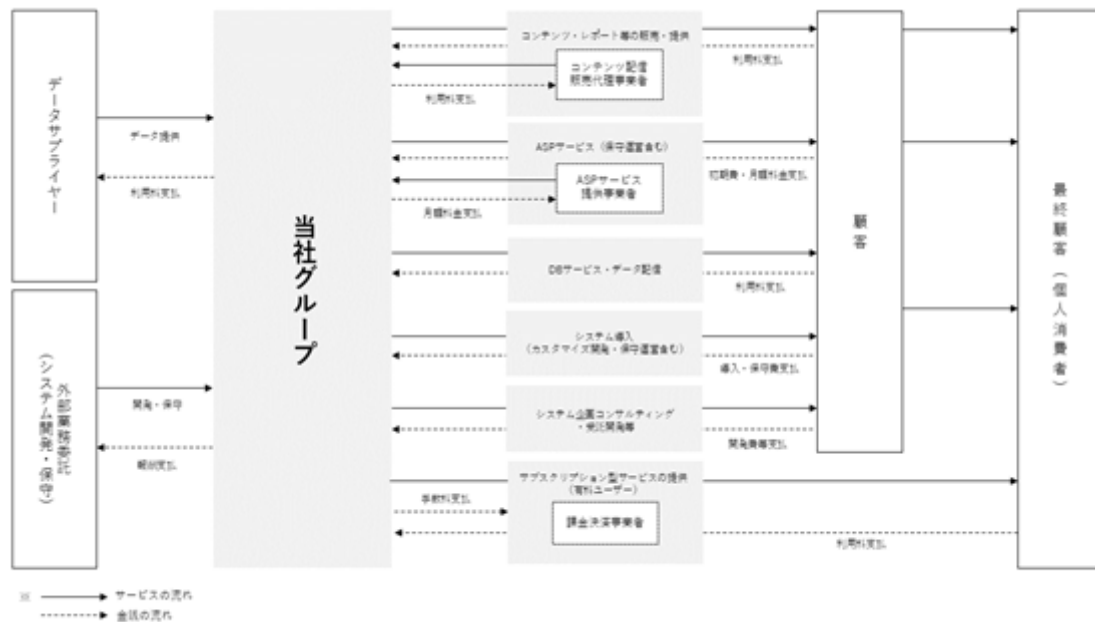 データサプライヤー
データ提供
利用料支払
外部業務委託
(システム開発・保守)
開発・保守
報酬支払
当社グループ
コンテンツ・レポート等の販売・提供
コンテンツ配信
販売代理事業者
利用料支払
利用料支払
ASPサービス（保守運営含む）
ASPサービス
提供事業者
月額料金支払
初期費・月額料金支払
DBサービス・データ配信
利用料支払
システム導入
（カスタマイズ開発・保守運営含む）
導入・保守費支払
システム企画コンサルティング
・受託開発等
開発費等支払
サブスクリプション型サービスの提供
（有料ユーザー）
手数料支払
課金決済事業者
利用料支払
顧客
最終顧客（個人消費者）
※
サービスの流れ
金銭の流れ